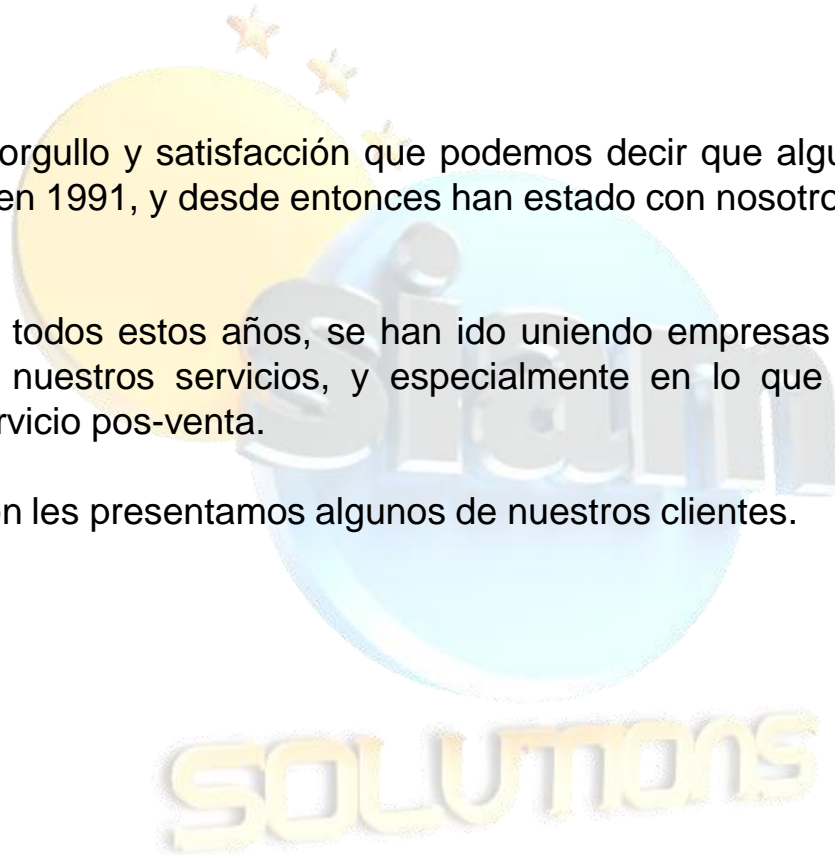 orgullo y satisfacción que podemos decir que algu
en 1991, y desde entonces han estado con nosotro
todos estos años, se han ido uniendo empresas
nuestros servicios, y especialmente en lo que
rvicio pos-venta.
n les presentamos algunos de nuestros clientes.
siam
SOLUTIONS